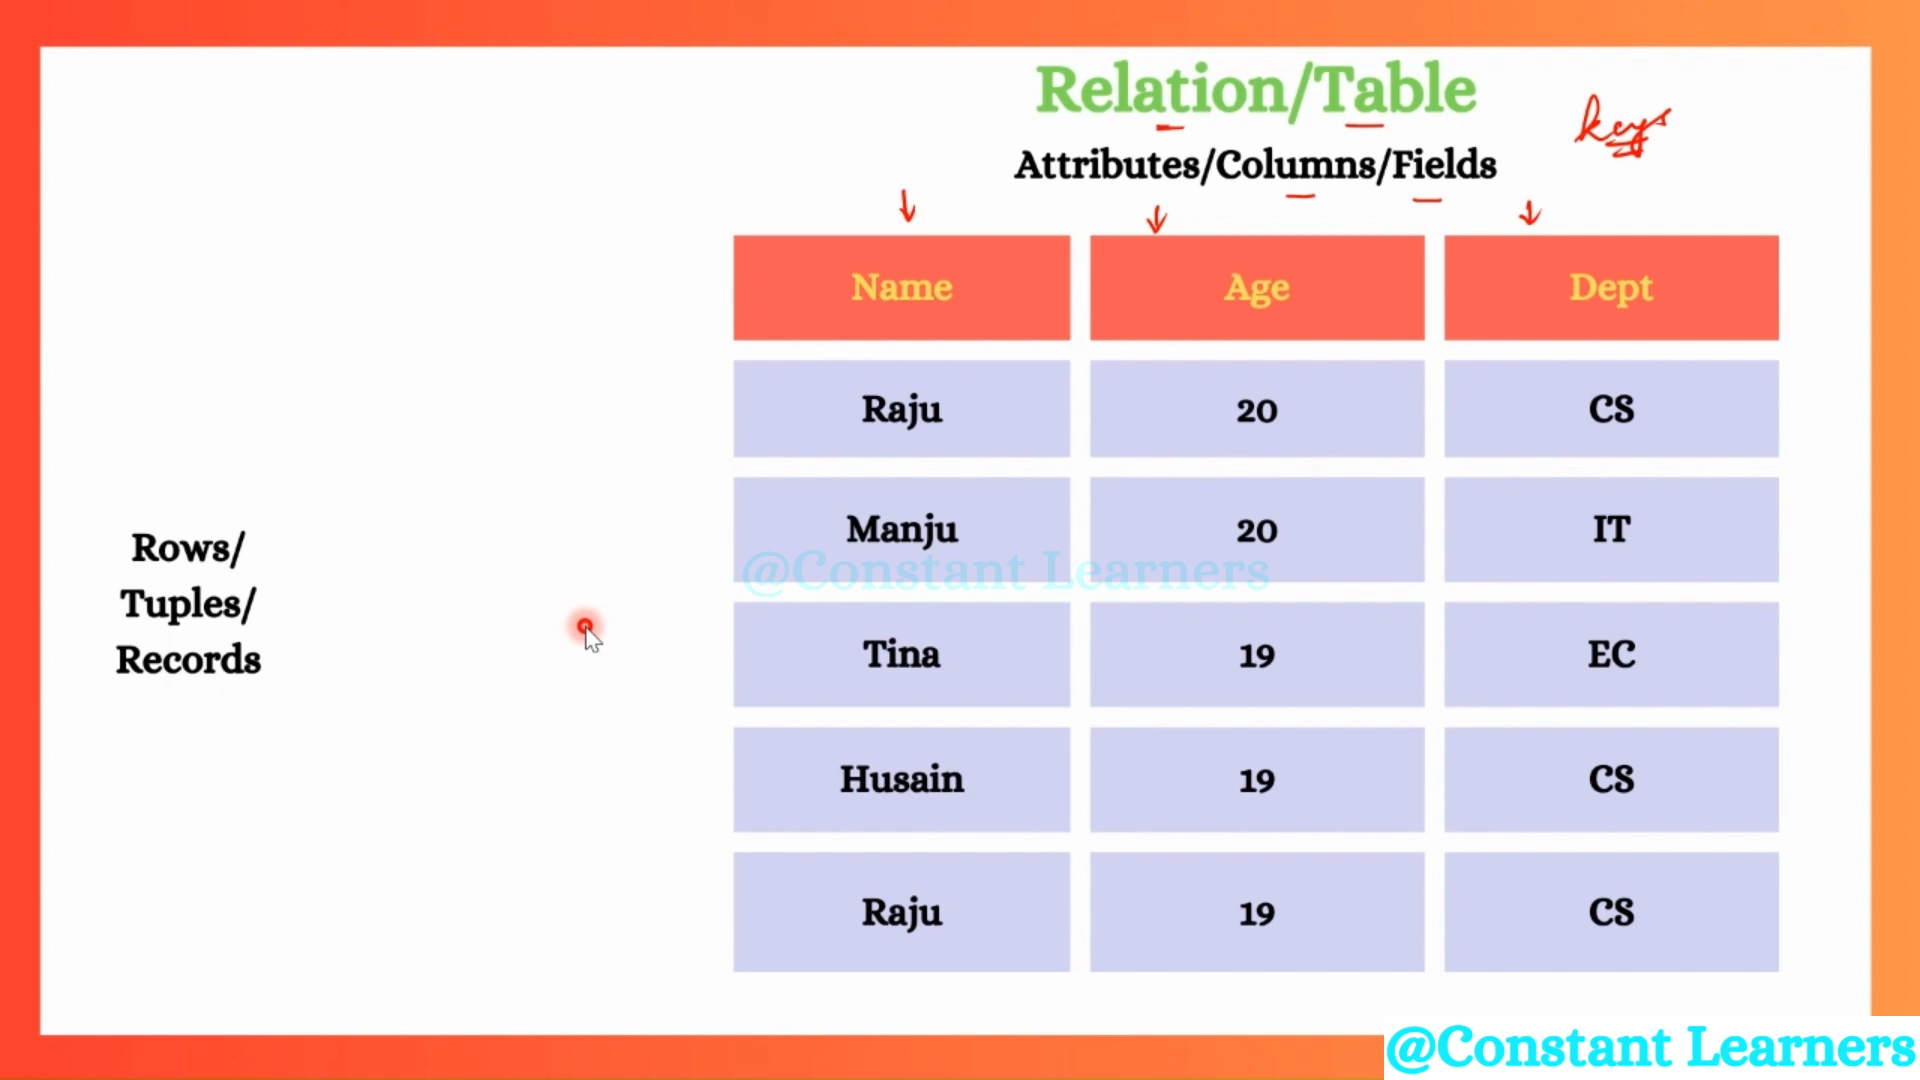 Relation/Table
keys
Attributes/Columns/Fields
Name Age Dept
Raju 20 CS
Manju 20 IT
@Constant Learners
Rows/
Tuples/
Records
Tina 19 EC
Husain 19 CS
Raju 19 CS
@Constant Learners